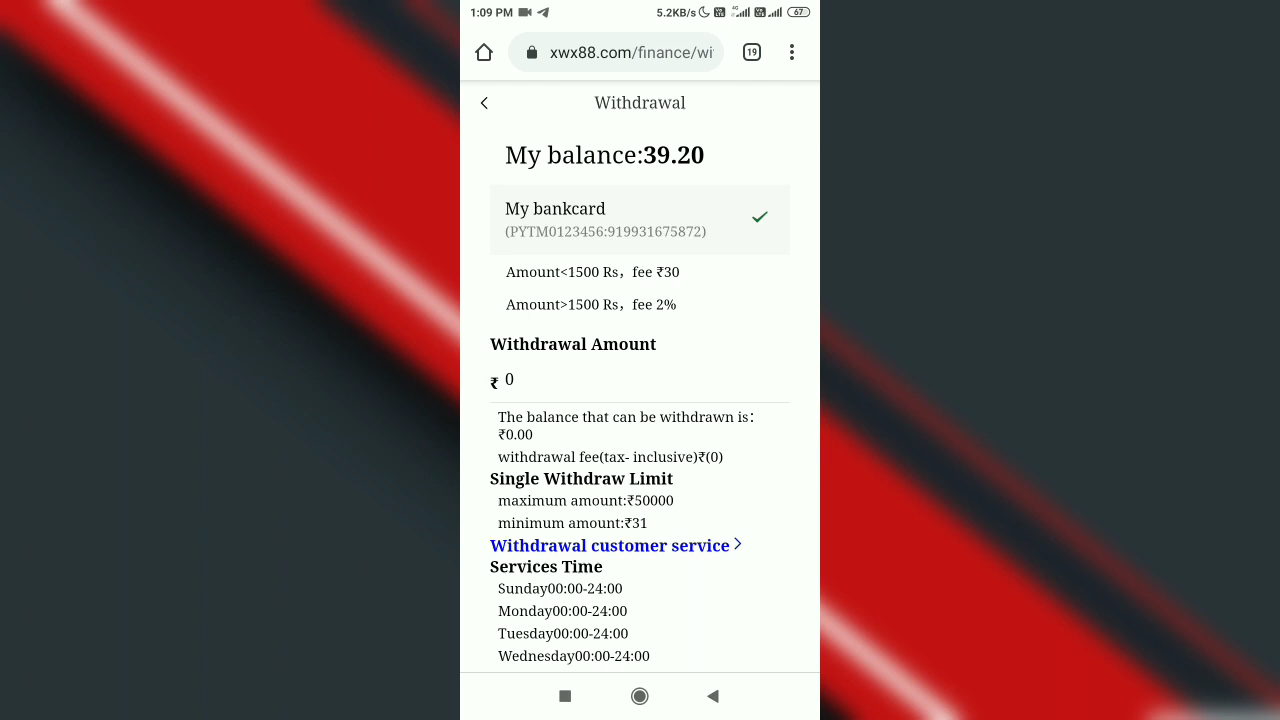 1:09 PM 5.2KB/s 4G 67
xwx88.com/finance/wi
19
Withdrawal
My balance:39.20
My bankcard
(PYTM0123456:919931675872)
Amount<1500 Rs，fee ₹30
Amount>1500 Rs，fee 2%
Withdrawal Amount
₹ 0
The balance that can be withdrawn is：
₹0.00
withdrawal fee(tax- inclusive)₹(0)
Single Withdraw Limit
maximum amount:₹50000
minimum amount:₹31
Withdrawal customer service
Services Time
Sunday00:00-24:00
Monday00:00-24:00
Tuesday00:00-24:00
Wednesday00:00-24:00